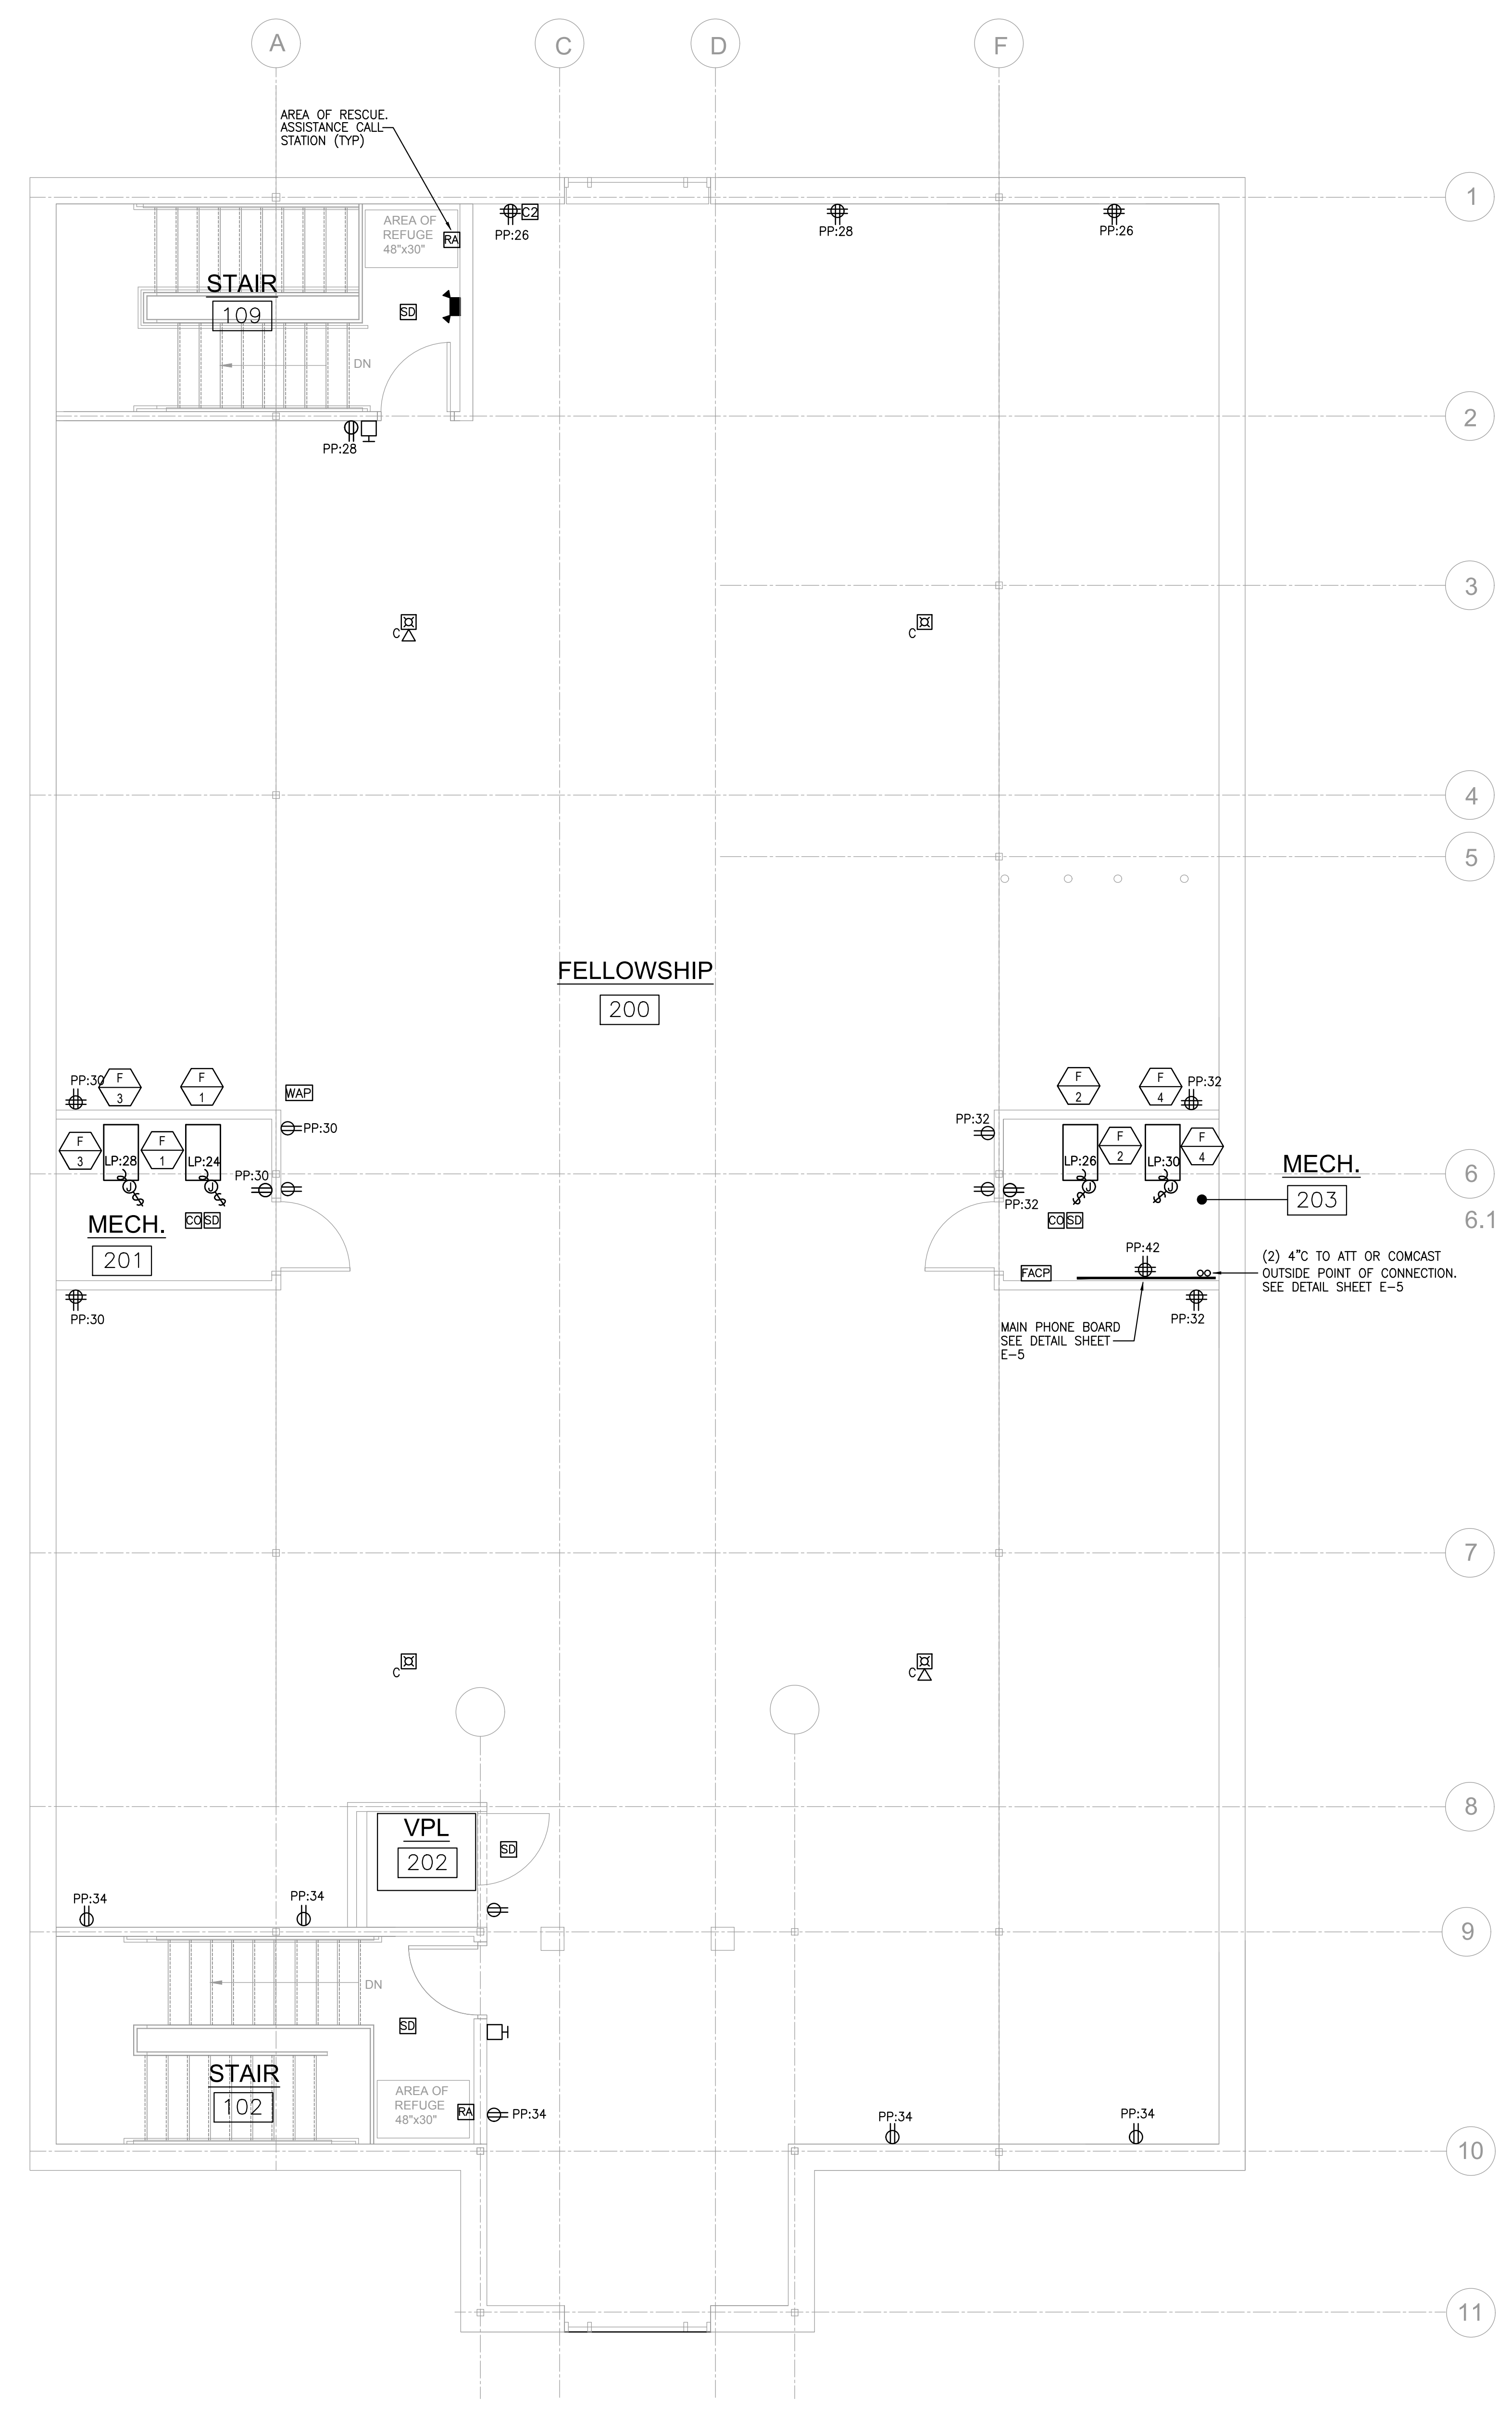 A
C
D
F
AREA OF RESCUE.
ASSISTANCE CALL
STATION (TYP)
1
AREA OF
REFUGE
48"x30"
RA
C2
PP:26
PP:28
PP:26
STAIR
109
SD
DN
2
PP:28
3
C
C
4
5
FELLOWSHIP
200
PP:30
F
3
F
1
WAP
F
2
F
4
PP:32
PP:30
PP:32
F
3
LP:28
F
1
LP:24
PP:30
LP:26
F
2
LP:30
F
4
MECH.
203
6
6.1
J
$
J
$
J
$
J
$
PP:32
CO
SD
CO
SD
MECH.
201
PP:42
FACP
(2) 4"C TO ATT OR COMCAST
OUTSIDE POINT OF CONNECTION.
SEE DETAIL SHEET E-5
PP:30
PP:32
MAIN PHONE BOARD
SEE DETAIL SHEET
E-5
7
C
C
8
VPL
202
SD
PP:34
PP:34
9
DN
SD
STAIR
102
AREA OF
REFUGE
48"x30"
RA
PP:34
PP:34
PP:34
10
11